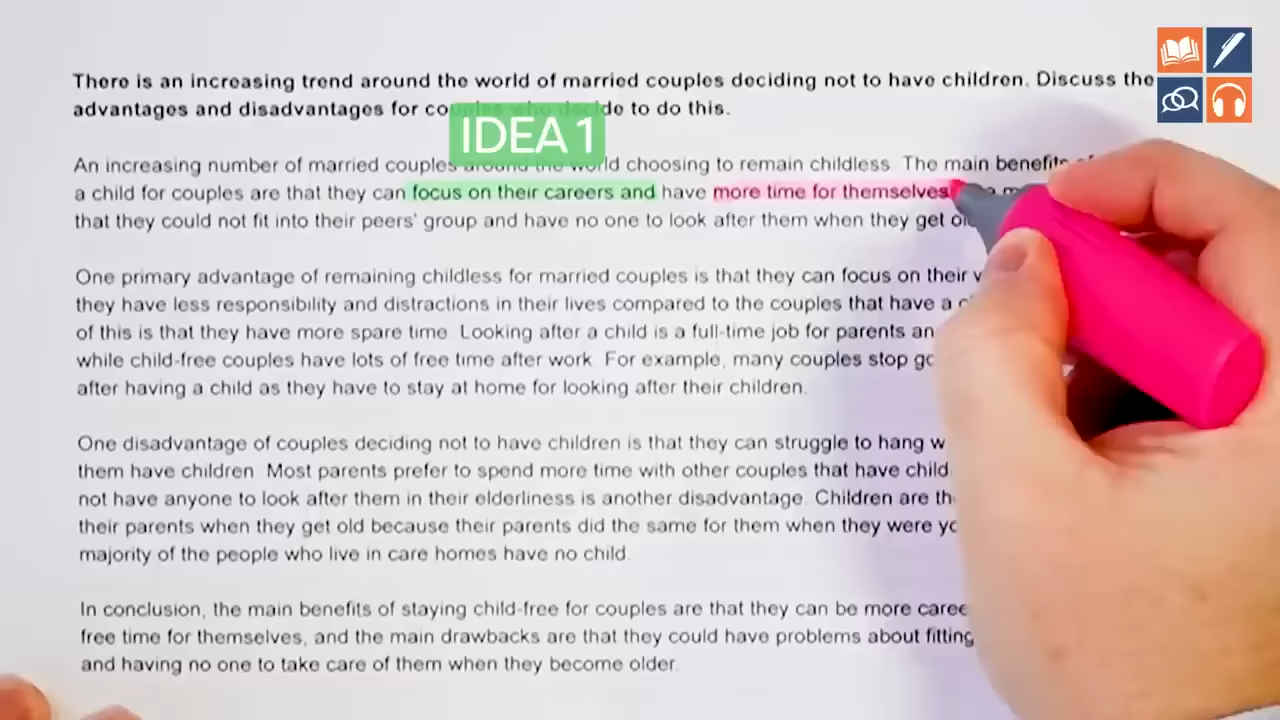 There is an increasing trend around the world of married couples deciding not to have children. Discuss the
advantages and disadvantages for couples who decide to do this.
IDEA 1
An increasing number of married couples around the world choosing to remain childless. The main benefits
a child for couples are that they can focus on their careers and have more time for themselves
that they could not fit into their peers' group and have no one to look after them when they get
One primary advantage of remaining childless for married couples is that they can focus on their
they have less responsibility and distractions in their lives compared to the couples that have a
of this is that they have more spare time. Looking after a child is a full-time job for parents
while child-free couples have lots of free time after work. For example, many couples stop
after having a child as they have to stay at home for looking after their children.
One disadvantage of couples deciding not to have children is that they can struggle to hang
them have children. Most parents prefer to spend more time with other couples that have
not have anyone to look after them in their elderliness is another disadvantage. Children are
their parents when they get old because their parents did the same for them when they were
majority of the people who live in care homes have no child.
In conclusion, the main benefits of staying child-free for couples are that they can be more
free time for themselves, and the main drawbacks are that they could have problems about fitting
and having no one to take care of them when they become older.